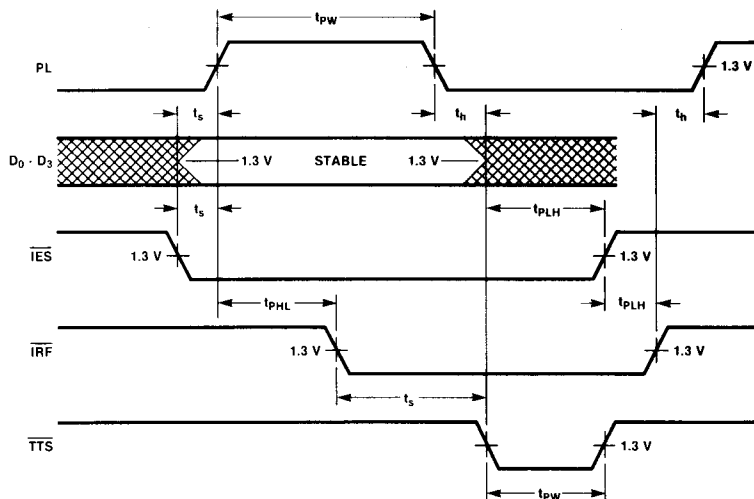 tPW
PL
1.3 V
ts
th
th
D0 - D3
1.3 V
STABLE
1.3 V
ts
tPLH
IES
1.3 V
1.3 V
tPHL
tPLH
IRF
1.3 V
1.3 V
ts
TTS
1.3 V
tPW